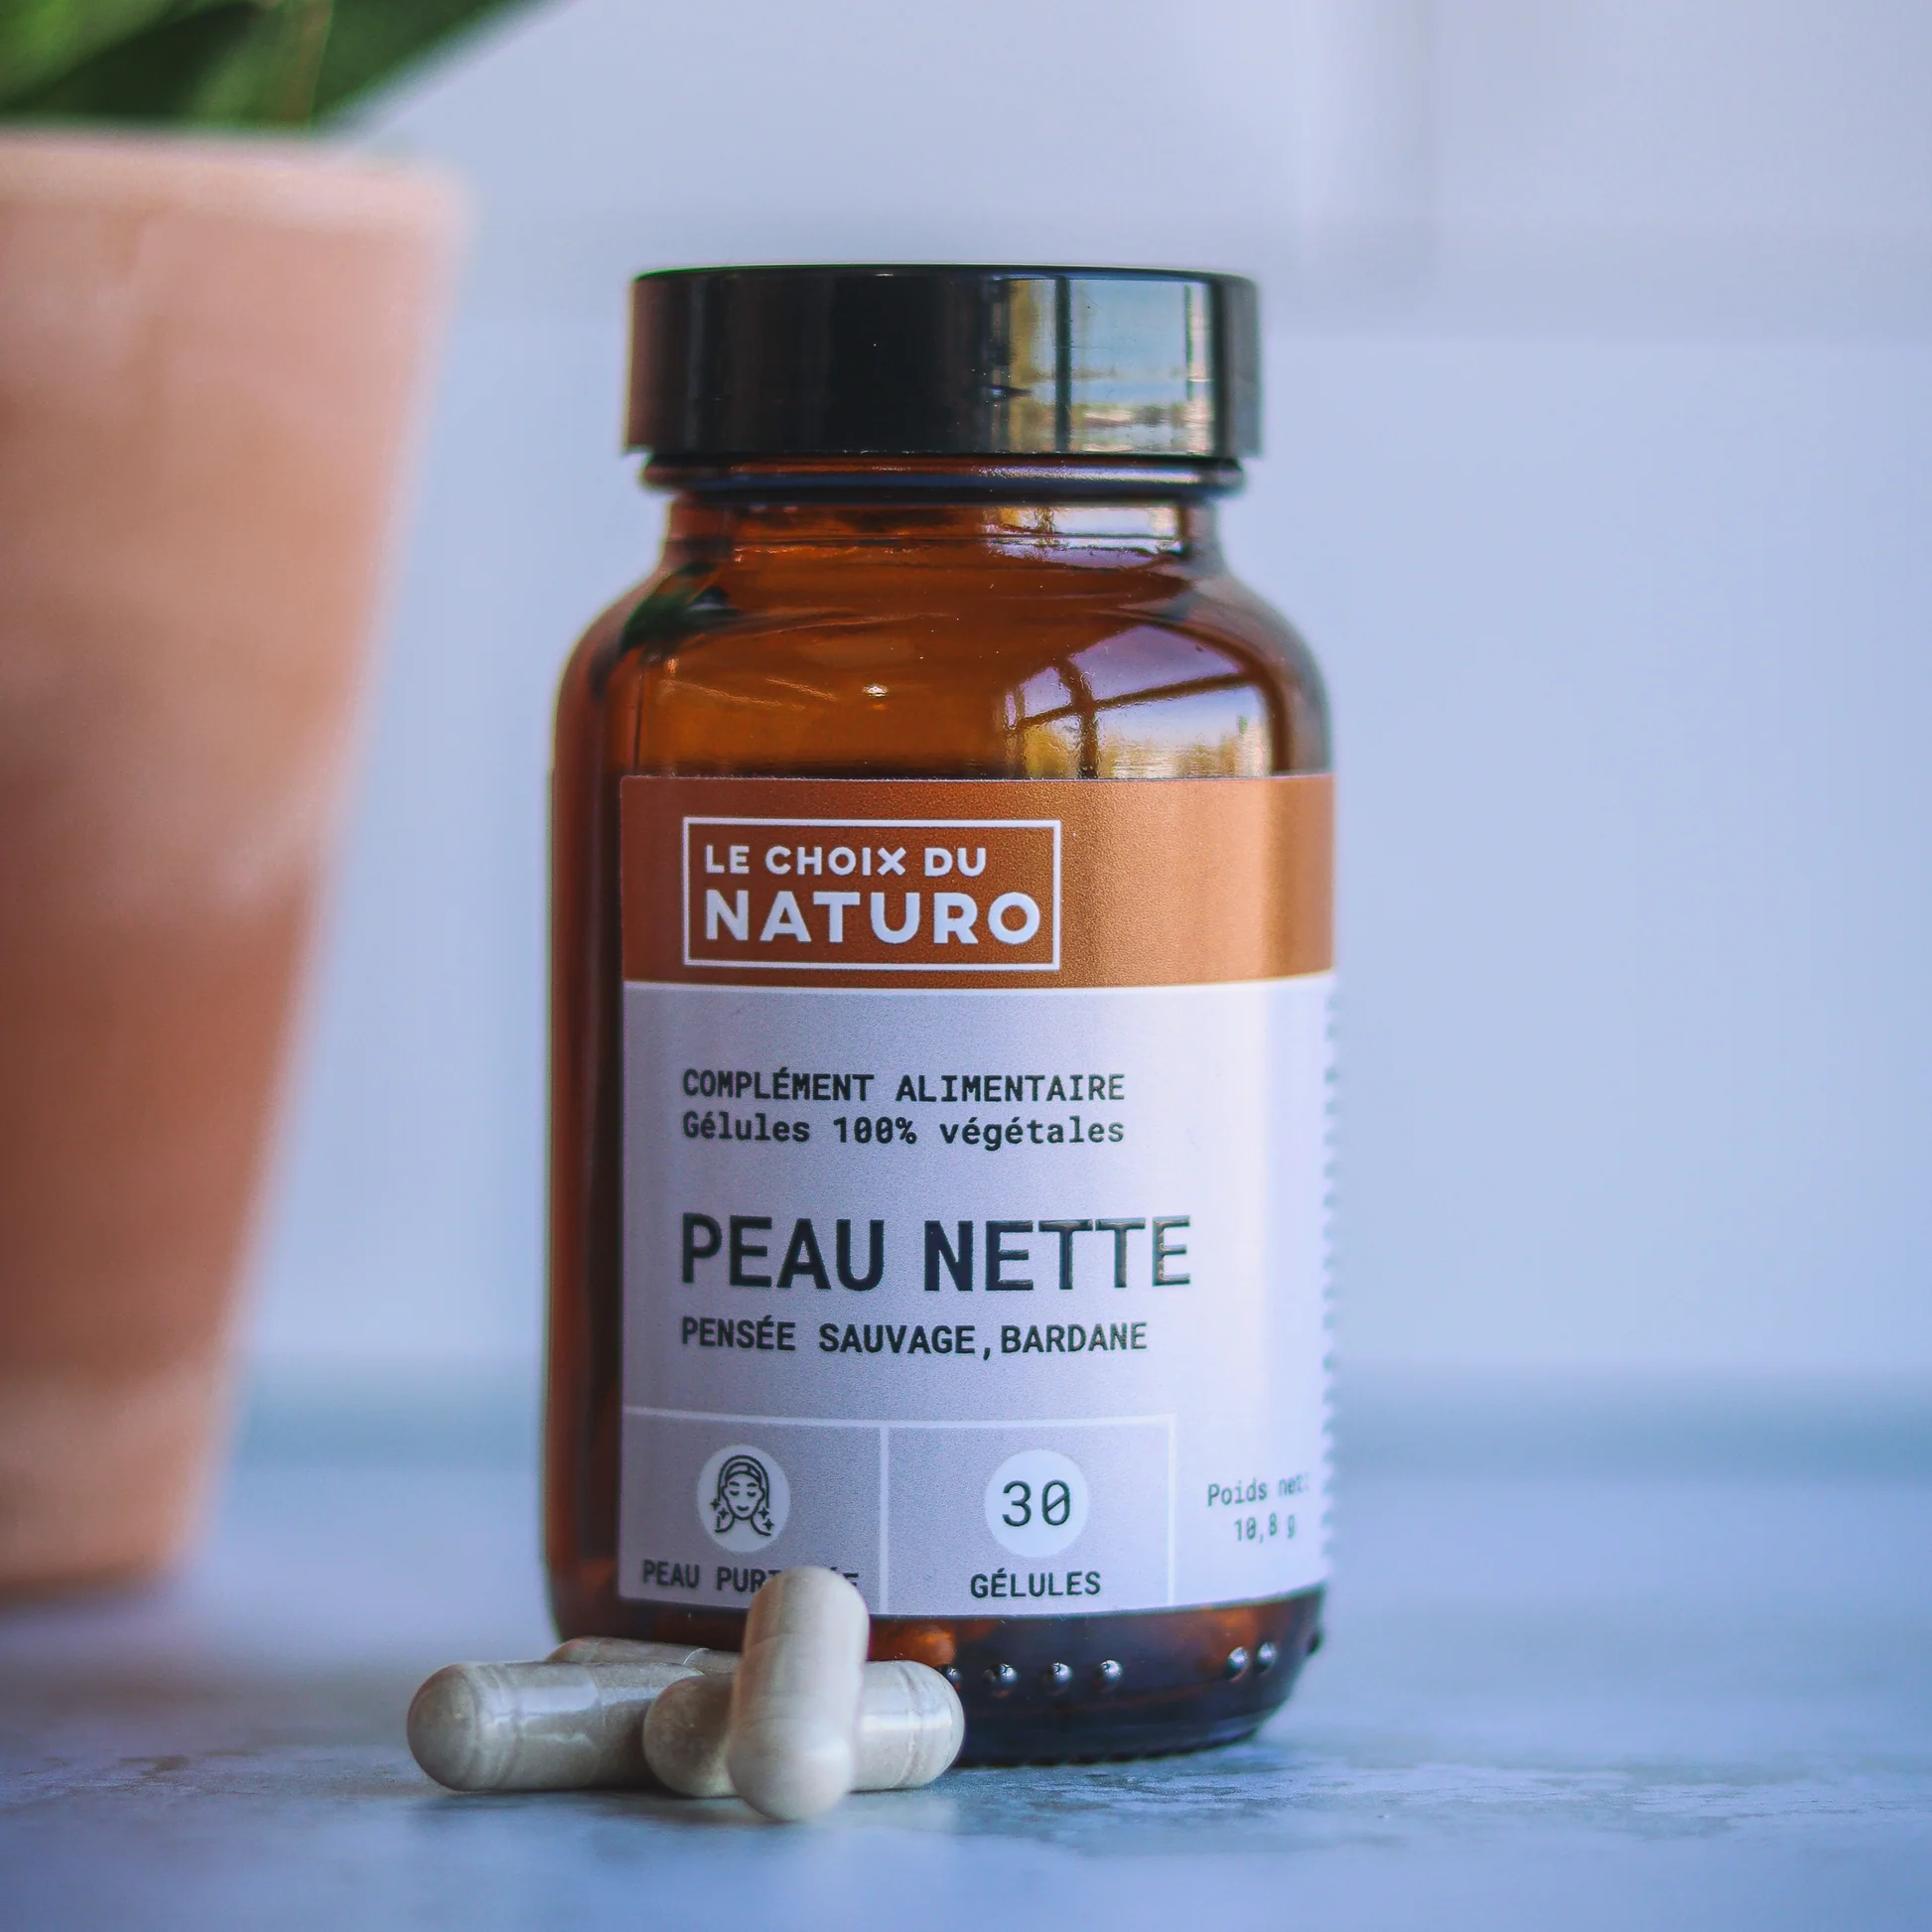 LE CHOIX DU
NATURO
COMPLÉMENT ALIMENTAIRE
Gélules 100% végétales
PEAU NETTE
PENSÉE SAUVAGE, BARDANE
PEAU
30
GÉLULES
Poids net:
10,8 g